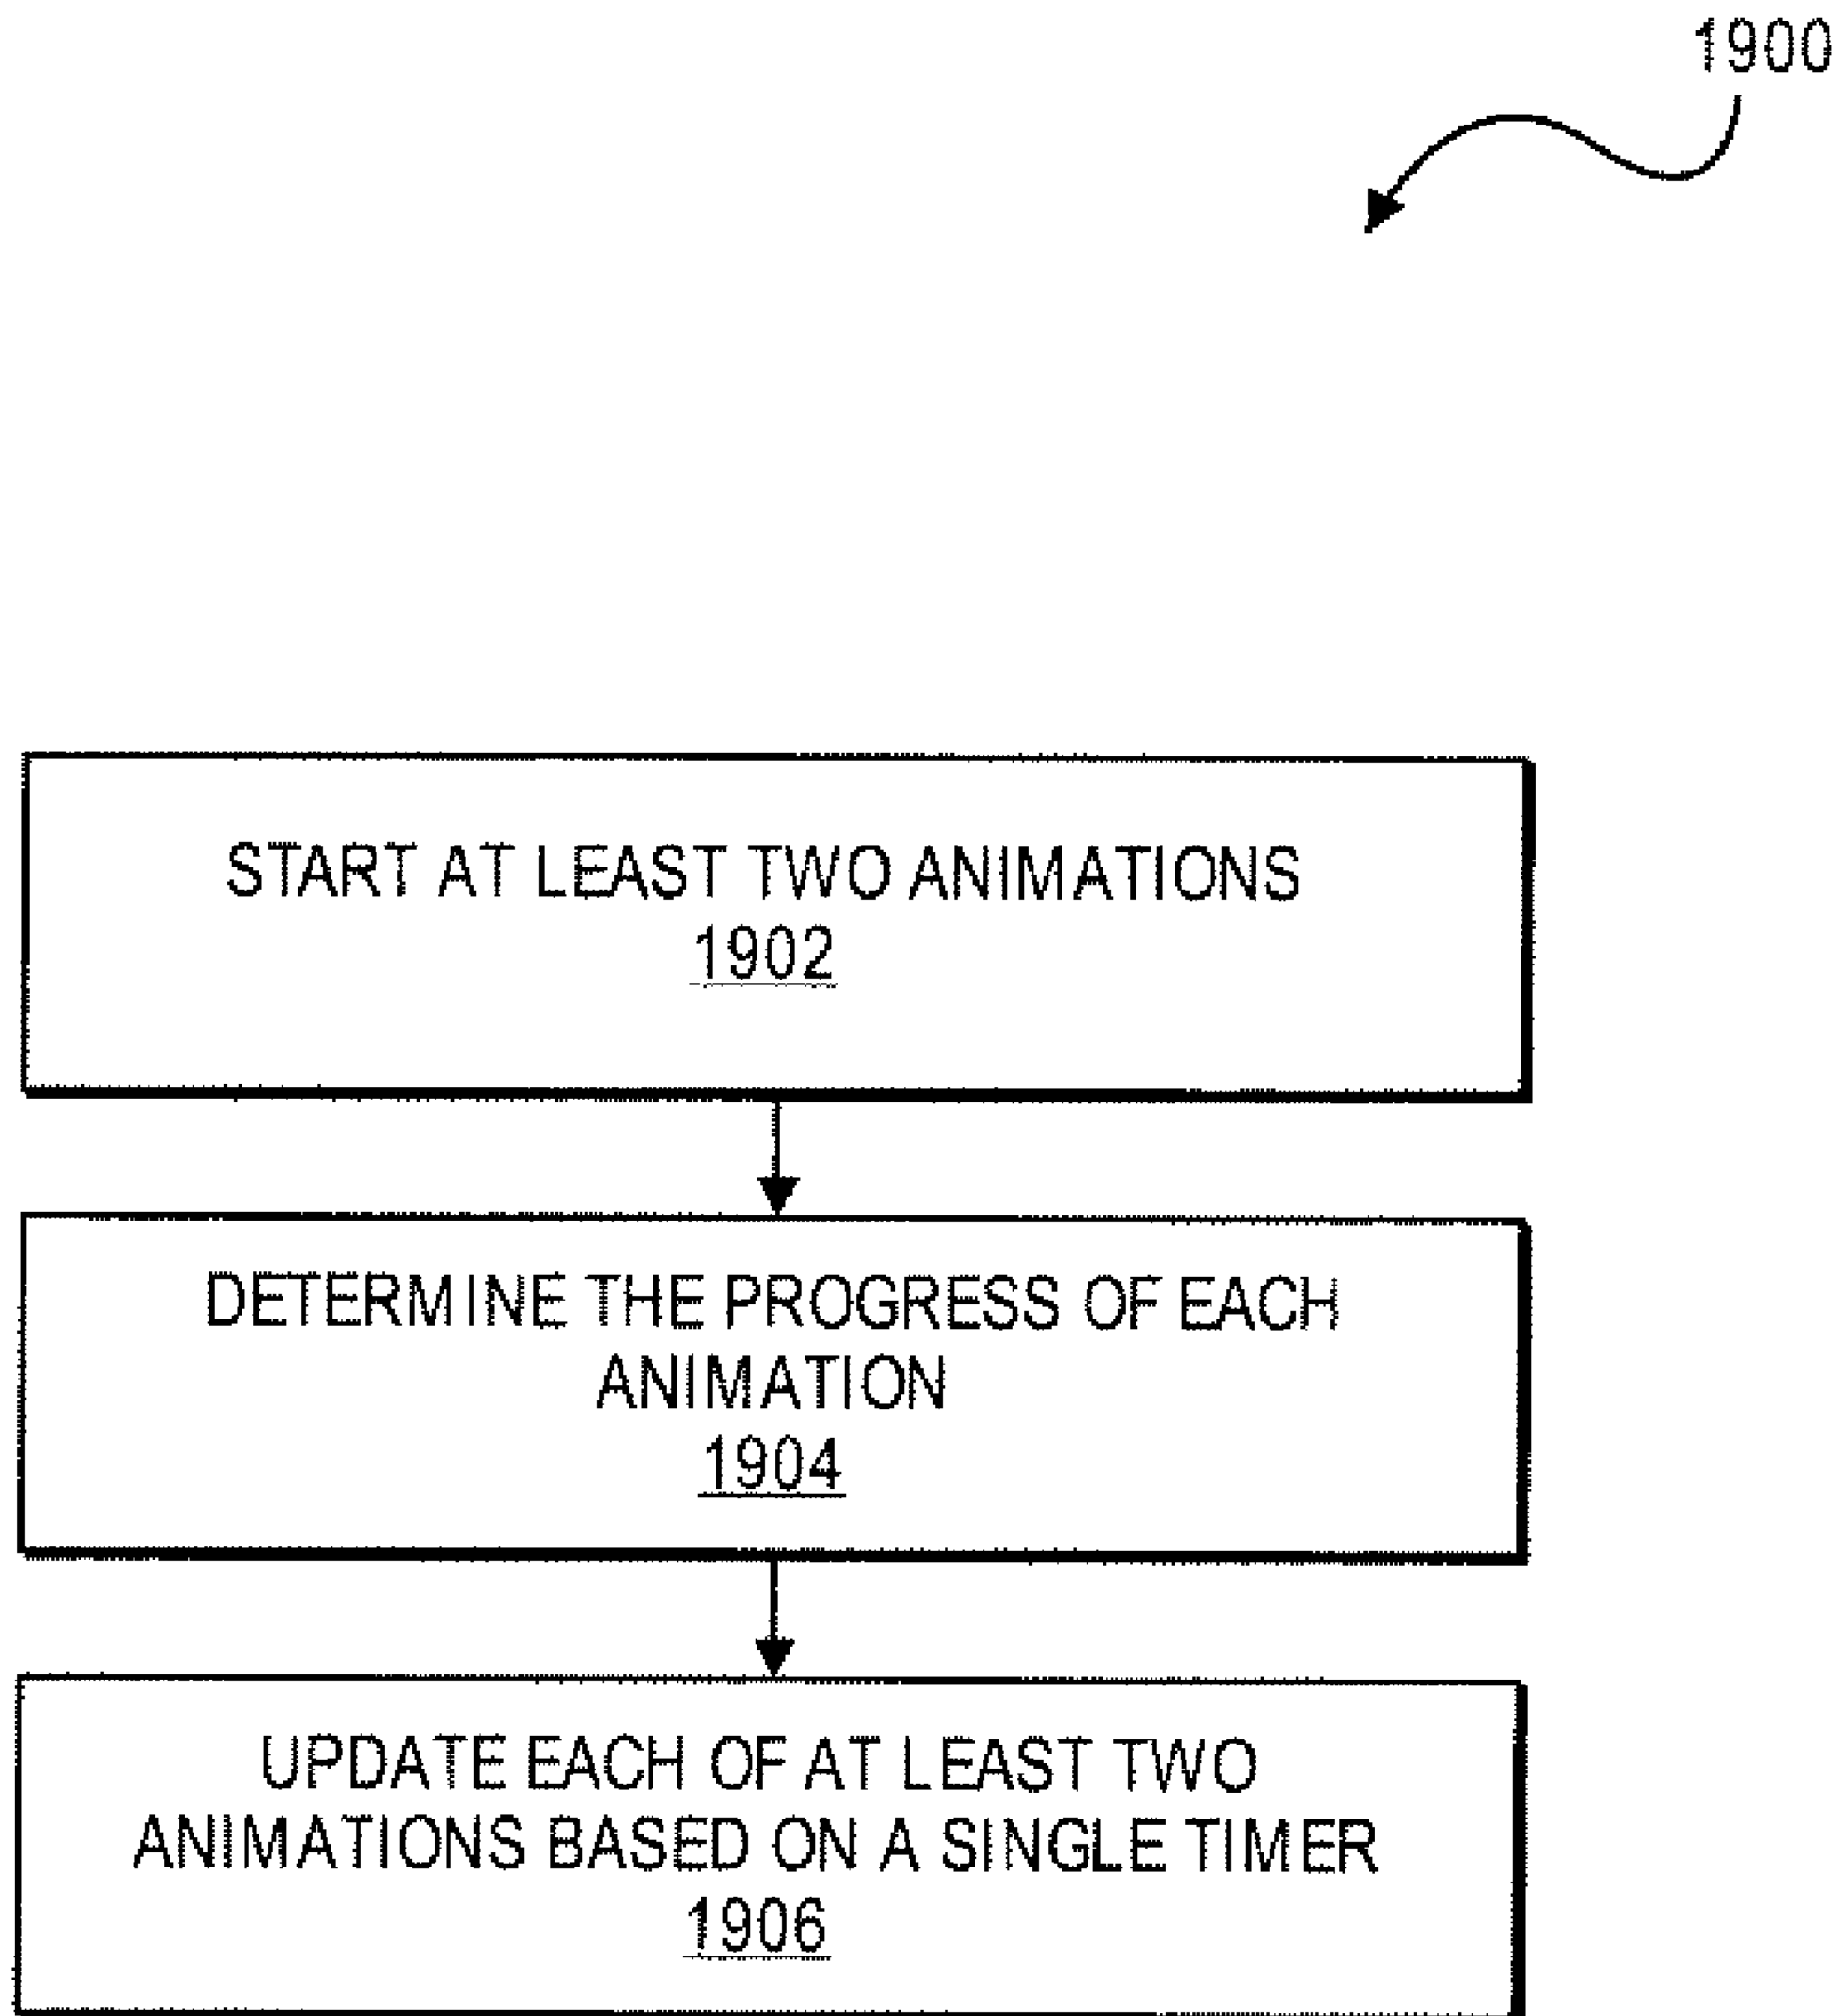 1900
START AT LEAST TWO ANIMATIONS
1902
DETERMINE THE PROGRESS OF EACH
ANIMATION
1904
UPDATE EACH OF AT LEAST TWO
ANIMATIONS BASED ON A SINGLE TIMER
1906